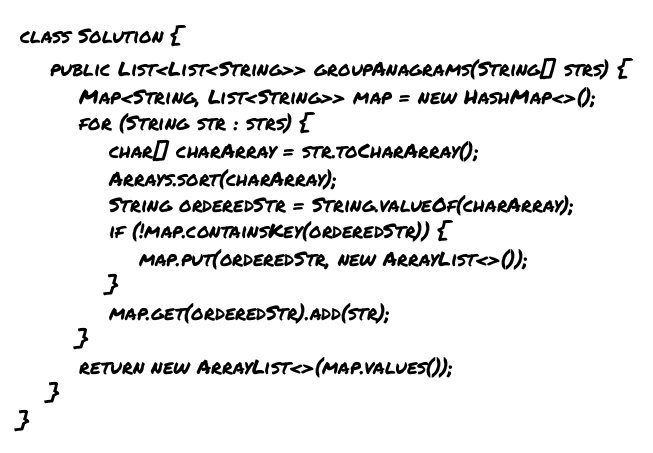 class Solution {
public List<List<String>> groupAnagrams(String[] strs) {
Map<String, List<String>> map = new HashMap<>();
for (String str : strs) {
char[] charArray = str.toCharArray();
Arrays.sort(charArray);
String orderedStr = String.valueOf(charArray);
if (!map.containsKey(orderedStr)) {
map.put(orderedStr, new ArrayList<>());
}
map.get(orderedStr).add(str);
}
return new ArrayList<>(map.values());
}
}